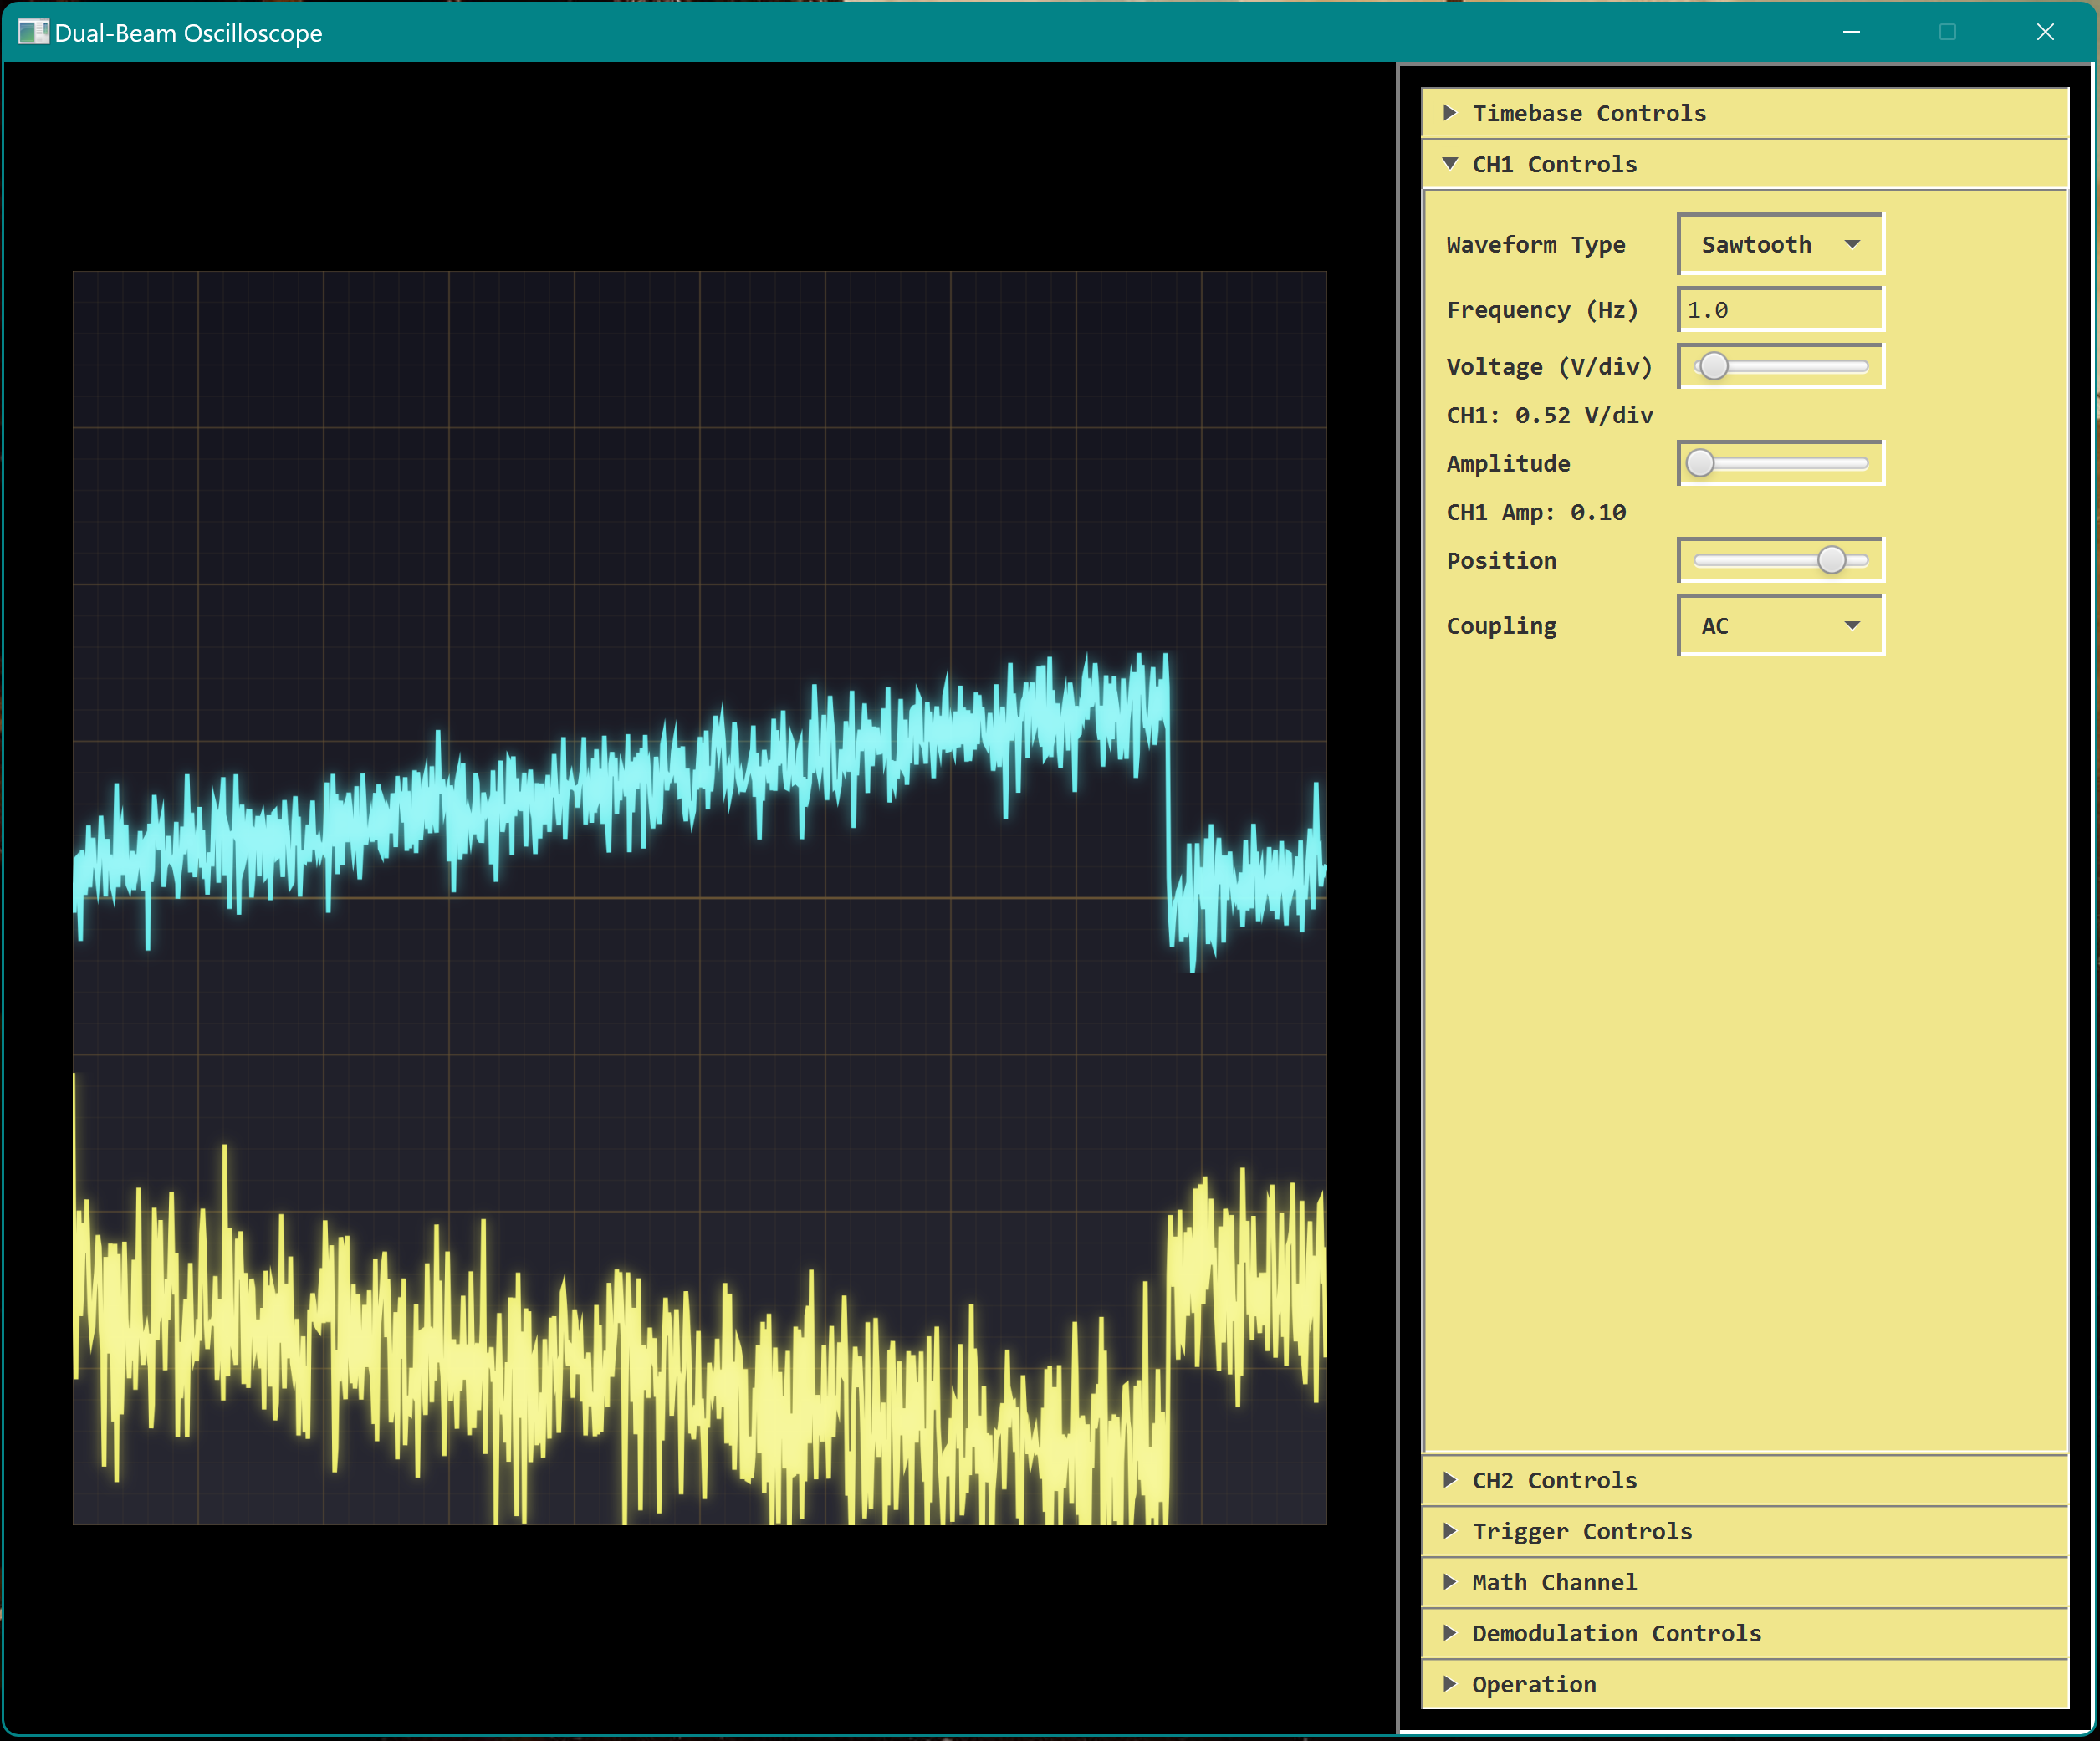 Dual-Beam Oscilloscope
Timebase Controls
CH1 Controls
Waveform Type Sawtooth
Frequency (Hz) 1.0
Voltage (V/div)
CH1: 0.52 V/div
Amplitude
CH1 Amp: 0.10
Position
Coupling AC
CH2 Controls
Trigger Controls
Math Channel
Demodulation Controls
Operation